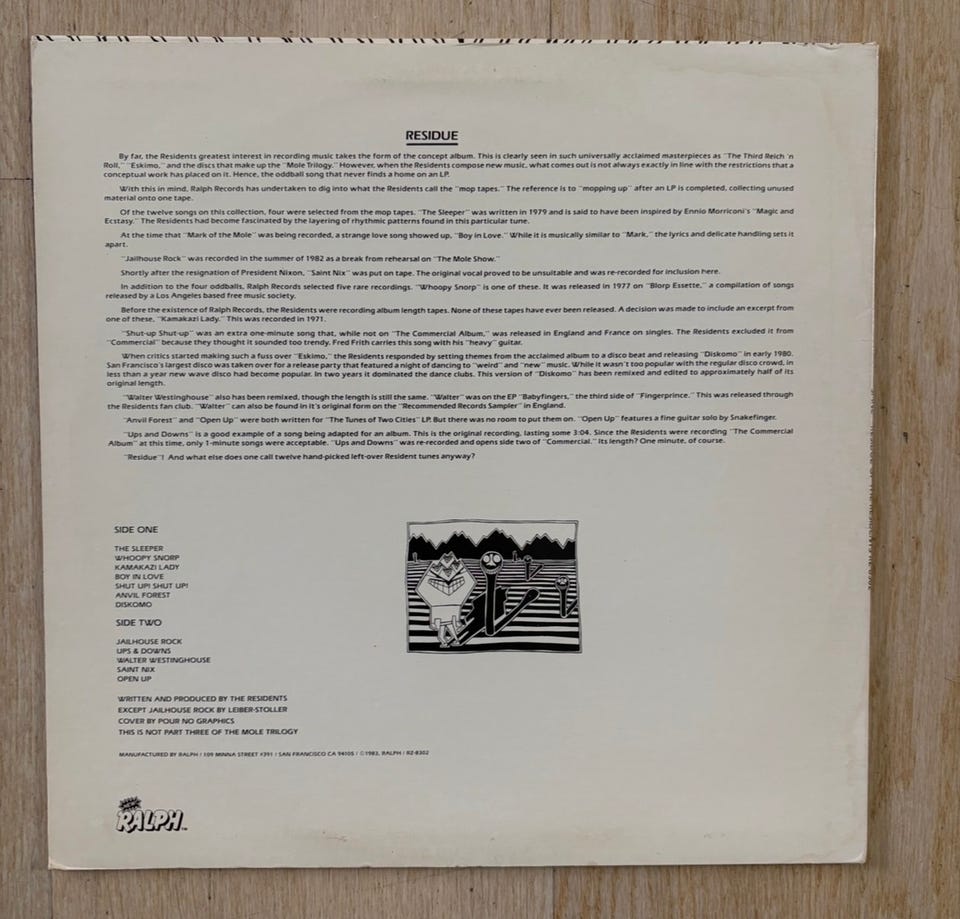 RESIDUE
By far, the Residents greatest interest in recording music takes the form of the concept album. This is clearly seen in such universally acclaimed masterpieces as "The Third Reich 'n
Roll," "Eskimo," and the discs that make up the "Mole Trilogy." However, when the Residents compose new music, what comes out is not always exactly in line with the restrictions that a
conceptual work has placed on it. Hence, the oddball song that never finds a home on an LP.
With this in mind, Ralph Records has undertaken to dig into what the Residents call the "mop tapes." The reference is to "mopping up" after an LP is completed, collecting unused
material onto one tape.
Of the twelve songs on this collection, four were selected from the mop tapes. "The Sleeper" was written in 1979 and is said to have been inspired by Ennio Morriconi's "Magic and
Ecstasy." The Residents had become fascinated by the layering of rhythmic patterns found in this particular tune.
At the time that "Mark of the Mole" was being recorded, a strange love song showed up, "Boy in Love." While it is musically similar to "Mark," the lyrics and delicate handling sets it
apart.
"Jailhouse Rock" was recorded in the summer of 1982 as a break from rehearsal on "The Mole Show."
Shortly after the resignation of President Nixon, "Saint Nix" was put on tape. The original vocal proved to be unsuitable and was re-recorded for inclusion here.
In addition to the four oddballs, Ralph Records selected five rare recordings. "Whoopy Snorp" is one of these. It was released in 1977 on "Blorp Essette," a compilation of songs
released by a Los Angeles based free music society.
Before the existence of Ralph Records, the Residents were recording album length tapes. None of these tapes have ever been released. A decision was made to include an excerpt from
one of these, "Kamakazi Lady." This was recorded in 1971.
"Shut-up Shut-up" was an extra one-minute song that, while not on "The Commercial Album," was released in England and France on singles. The Residents excluded it from
"Commercial" because they thought it sounded too trendy. Fred Frith carries this song with his "heavy" guitar.
When critics started making such a fuss over "Eskimo," the Residents responded by setting themes from the acclaimed album to a disco beat and releasing "Diskomo" in early 1980.
San Francisco's largest disco was taken over for a release party that featured a night of dancing to "weird" and "new" music. While it wasn't too popular with the regular disco crowd, in
less than a year new wave disco had become popular. In two years it dominated the dance clubs. This version of "Diskomo" has been remixed and edited to approximately half of its
original length.
"Walter Westinghouse" also has been remixed, though the length is still the same. "Walter" was on the EP "Babyfingers," the third side of "Fingerprince." This was released through
the Residents fan club. "Walter" can also be found in it's original form on the "Recommended Records Sampler" in England.
"Anvil Forest" and "Open Up" were both written for "The Tunes of Two Cities" LP. But there was no room to put them on. "Open Up" features a fine guitar solo by Snakefinger.
"Ups and Downs" is a good example of a song being adapted for an album. This is the original recording, lasting some 3:04. Since the Residents were recording "The Commercial
Album" at this time, only 1-minute songs were acceptable. "Ups and Downs" was re-recorded and opens side two of "Commercial." Its length? One minute, of course.
"Residue"! And what else does one call twelve hand-picked left-over Resident tunes anyway?
SIDE ONE
THE SLEEPER
WHOOPY SNORP
KAMAKAZI LADY
BOY IN LOVE
SHUT UP! SHUT UP!
ANVIL FOREST
DISKOMO
SIDE TWO
JAILHOUSE ROCK
UPS & DOWNS
WALTER WESTINGHOUSE
SAINT NIX
OPEN UP
WRITTEN AND PRODUCED BY THE RESIDENTS
EXCEPT JAILHOUSE ROCK BY LEIBER-STOLLER
COVER BY POUR NO GRAPHICS
THIS IS NOT PART THREE OF THE MOLE TRILOGY
MANUFACTURED BY RALPH / 109 MINNA STREET #391 / SAN FRANCISCO CA 94105 / ©1983, RALPH / RZ-8302
RALPH